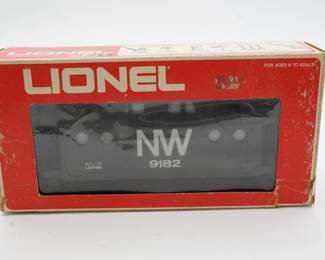 FOR AGES 8 TO ADULT
LIONEL
NW
9182
LIONEL